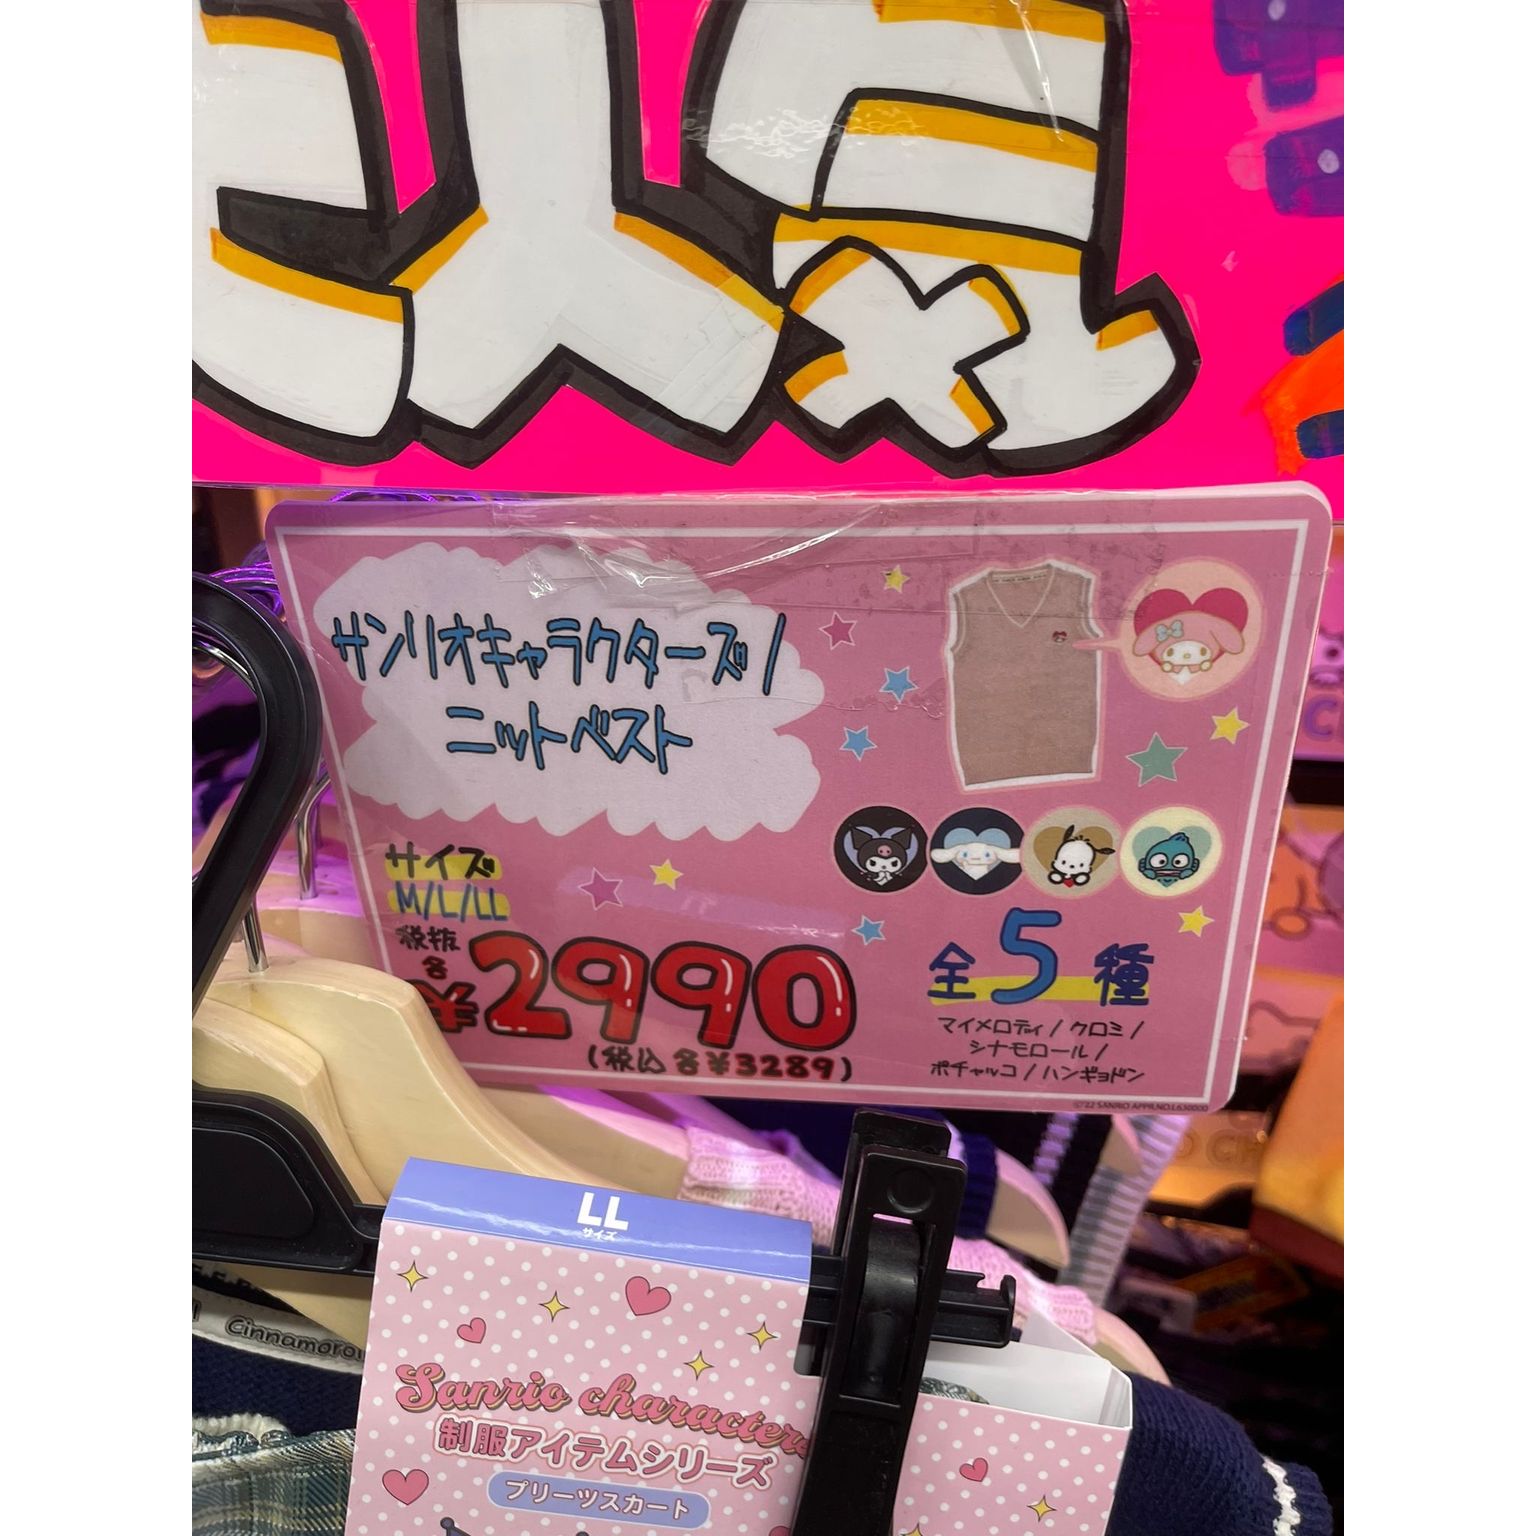 サンリオキャラクターズ/
ニットベスト
サイズ
M/L/LL
税抜
各
¥2990
(税込 各¥3289)
全5種
マイメロディ/クロミ/
シナモロール/
ポチャッコ/ハンギョドン
LL
サイズ
Cinnamorol
Sanrio characters
制服アイテムシリーズ
プリーツスカート